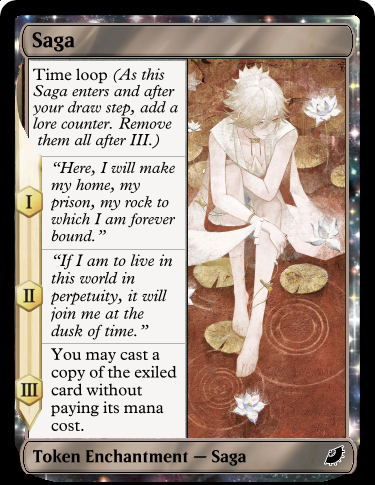 Saga
Time loop (As this
Saga enters and after
your draw step, add a
lore counter. Remove
them all after III.)
I
“Here, I will make
my home, my
prison, my rock to
which I am forever
bound.”
II
“If I am to live in
this world in
perpetuity, it will
join me at the
dusk of time.”
III
You may cast a
copy of the exiled
card without
paying its mana
cost.
Token Enchantment — Saga